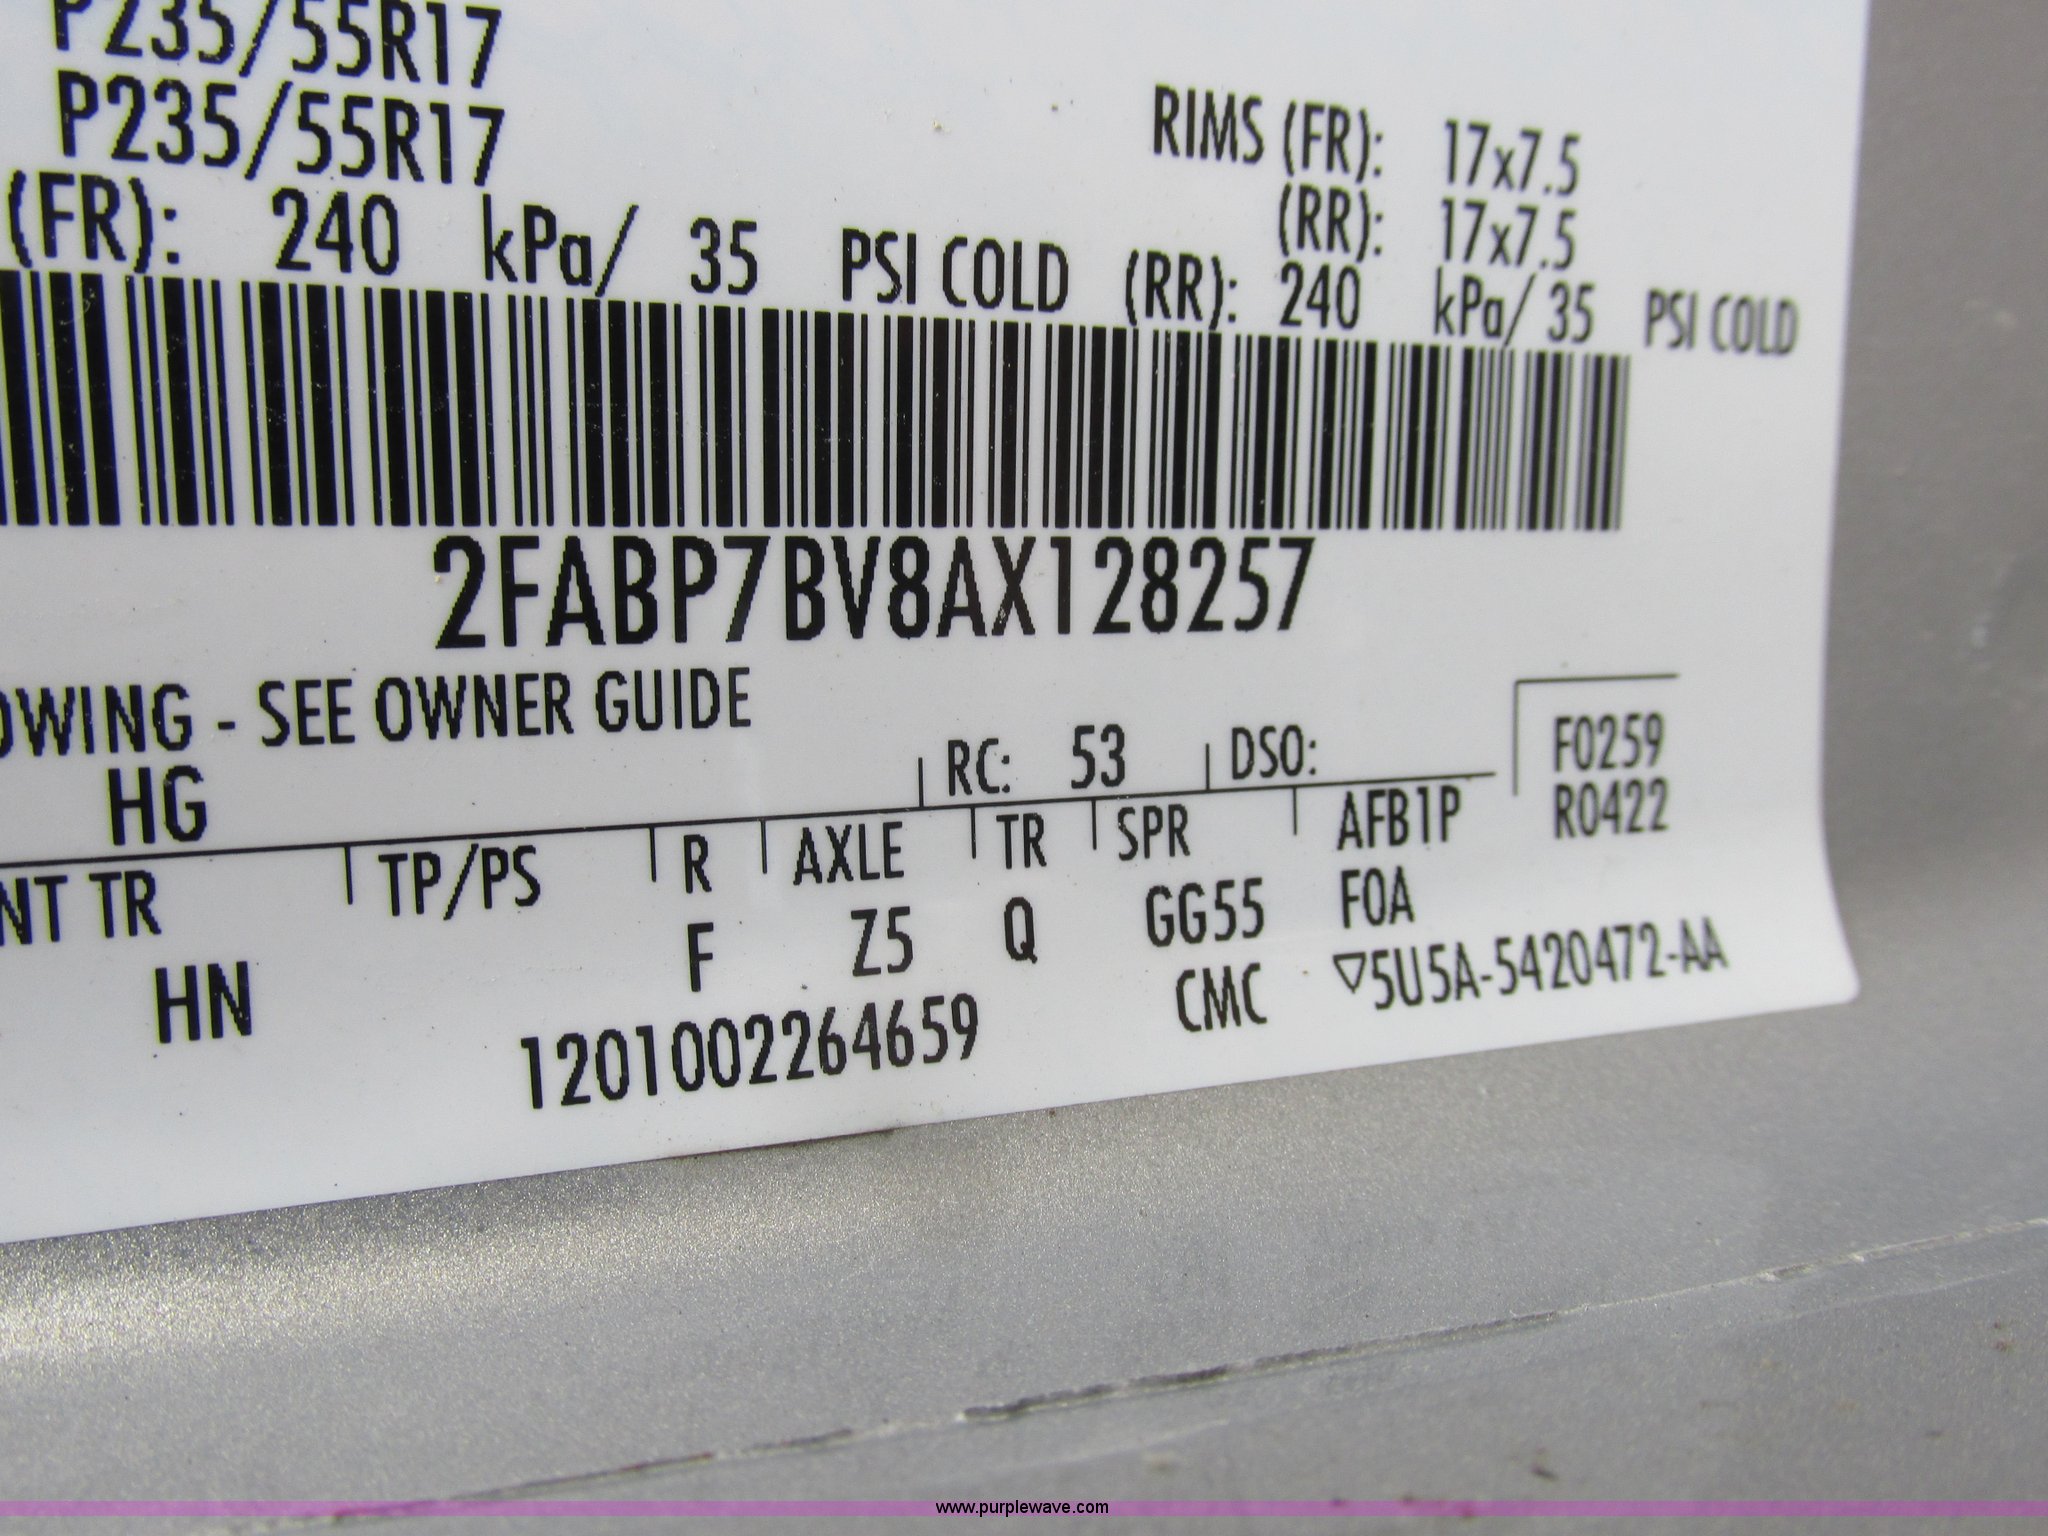 P235/55R17
P235/55R17
RIMS (FR): 17x7.5
(RR): 17x7.5
(FR): 240 kPa/ 35 PSI COLD (RR): 240 kPa/ 35 PSI COLD
2FABP7BV8AX128257
OWING - SEE OWNER GUIDE
HG
RC: 53 DSO:
F0259
R0422
NT TR TP/PS R AXLE TR SPR AFB1P
HN F Z5 Q GG55 FOA
1201002264659 CMC ▽5U5A-5420472-AA
www.purplewave.com